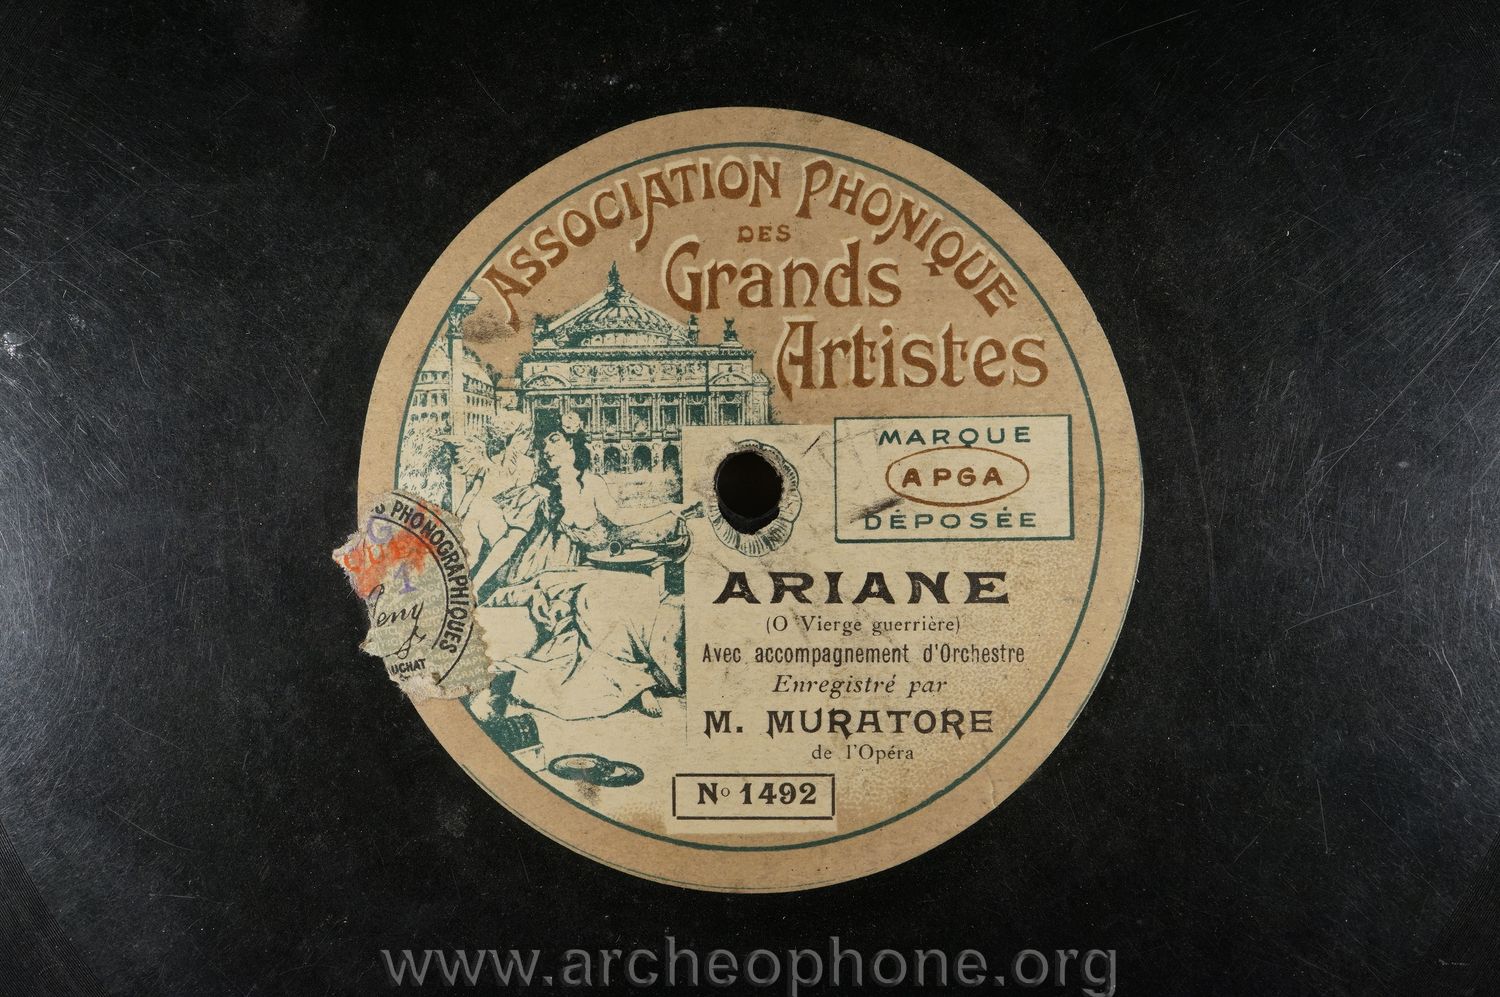 ASSOCIATION PHONIQUE
DES
Grands
Artistes
MARQUE
APGA
DÉPOSÉE
ARIANE
(O Vierge guerrière)
Avec accompagnement d'Orchestre
Enregistré par
M. MURATORE
de l'Opéra
No 1492
PHONOGRAPHIQUES
1
www.archeophone.org